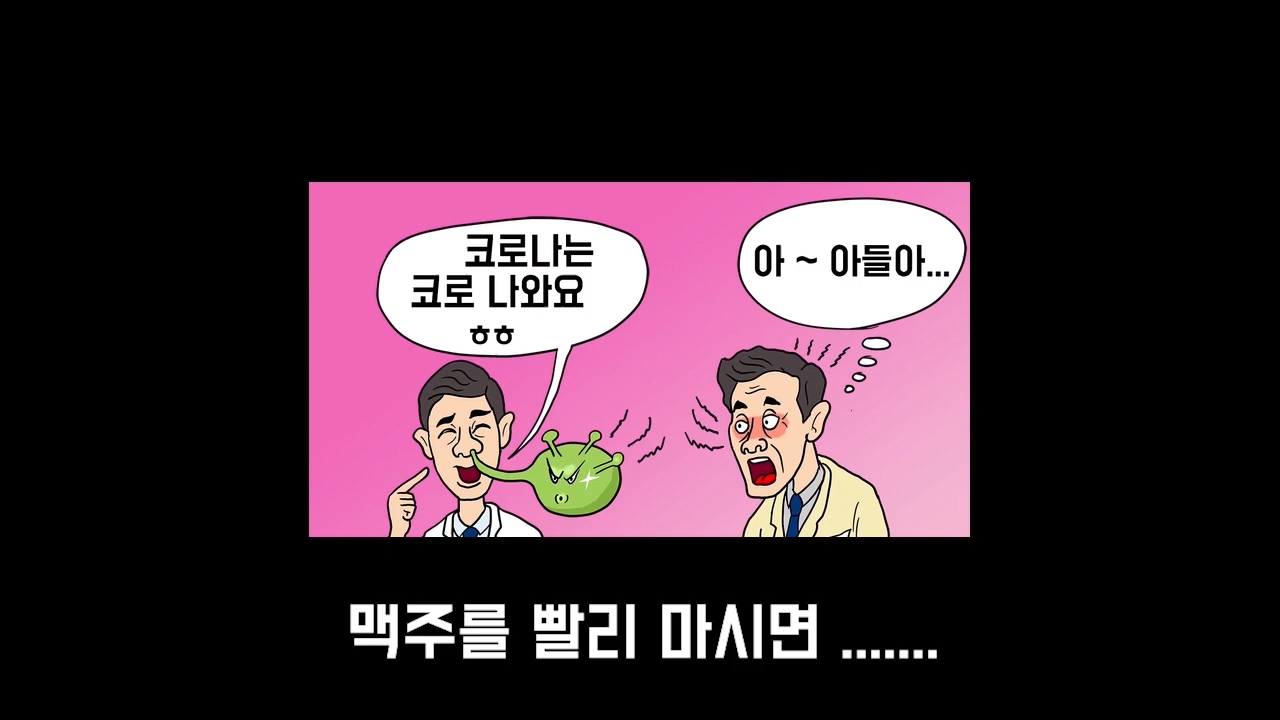 코로나는
코로 나와요
ㅎㅎ
아 ~ 아들아...
맥주를 빨리 마시면 .......